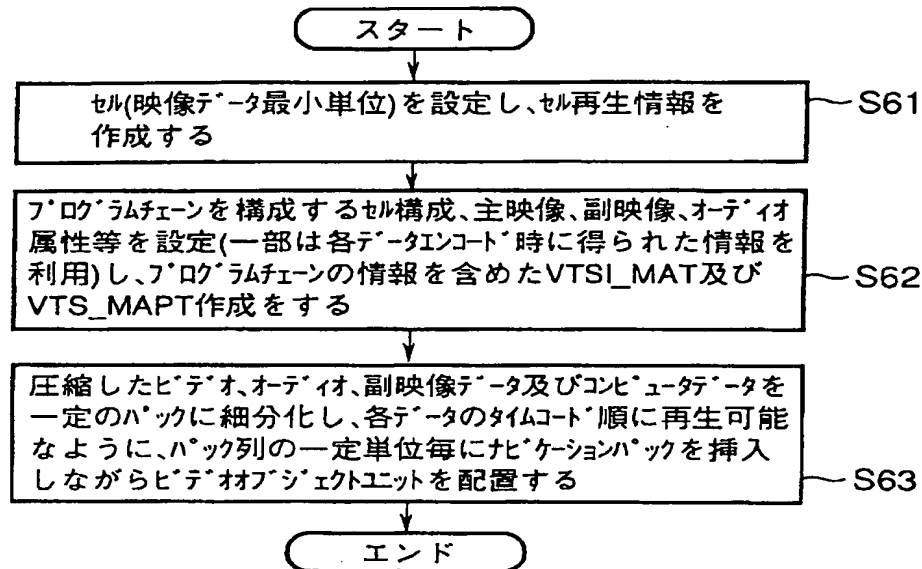 スタート
ｾﾙ(映像ﾃﾞｰﾀ最小単位)を設定し、ｾﾙ再生情報を
作成する
S61
ﾌﾟﾛｸﾞﾗﾑﾁｪｰﾝを構成するｾﾙ構成、主映像、副映像、ｵｰﾃﾞｨｵ
属性等を設定(一部は各ﾃﾞｰﾀｴﾝｺｰﾄﾞ時に得られた情報を
利用)し、ﾌﾟﾛｸﾞﾗﾑﾁｪｰﾝの情報を含めたVTSI_MAT及び
VTS_MAPT作成をする
S62
圧縮したﾋﾞﾃﾞｵ、ｵｰﾃﾞｨｵ、副映像ﾃﾞｰﾀ及びｺﾝﾋﾟｭｰﾀﾃﾞｰﾀを
一定のﾊﾟｯｸに細分化し、各ﾃﾞｰﾀのﾀｲﾑｺｰﾄﾞ順に再生可能
なように、ﾊﾟｯｸ列の一定単位毎にﾅﾋﾞｹﾞｰｼｮﾝﾊﾟｯｸを挿入
しながらﾋﾞﾃﾞｵｵﾌﾞｼﾞｪｸﾄﾕﾆｯﾄを配置する
S63
エンド